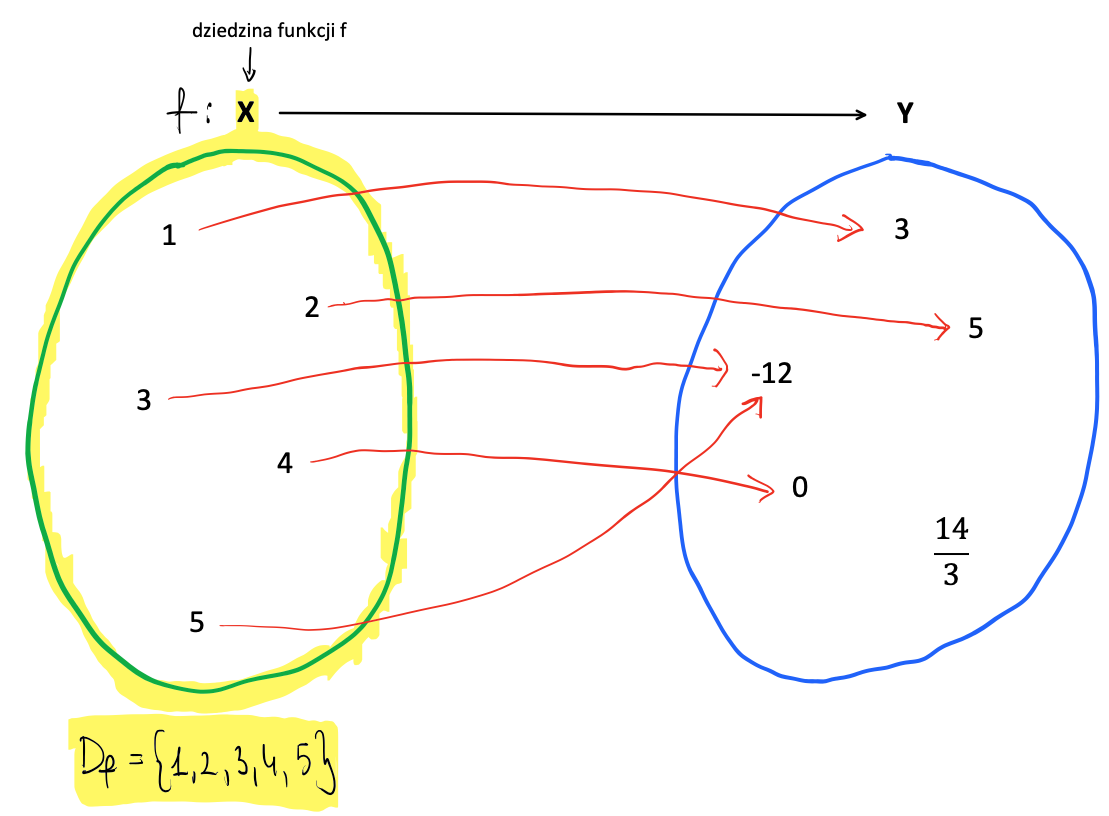 dziedzina funkcji f
f: X Y
1 3
2 5
3 -12
4 0
14
3
5
Df = {1,2,3,4,5}